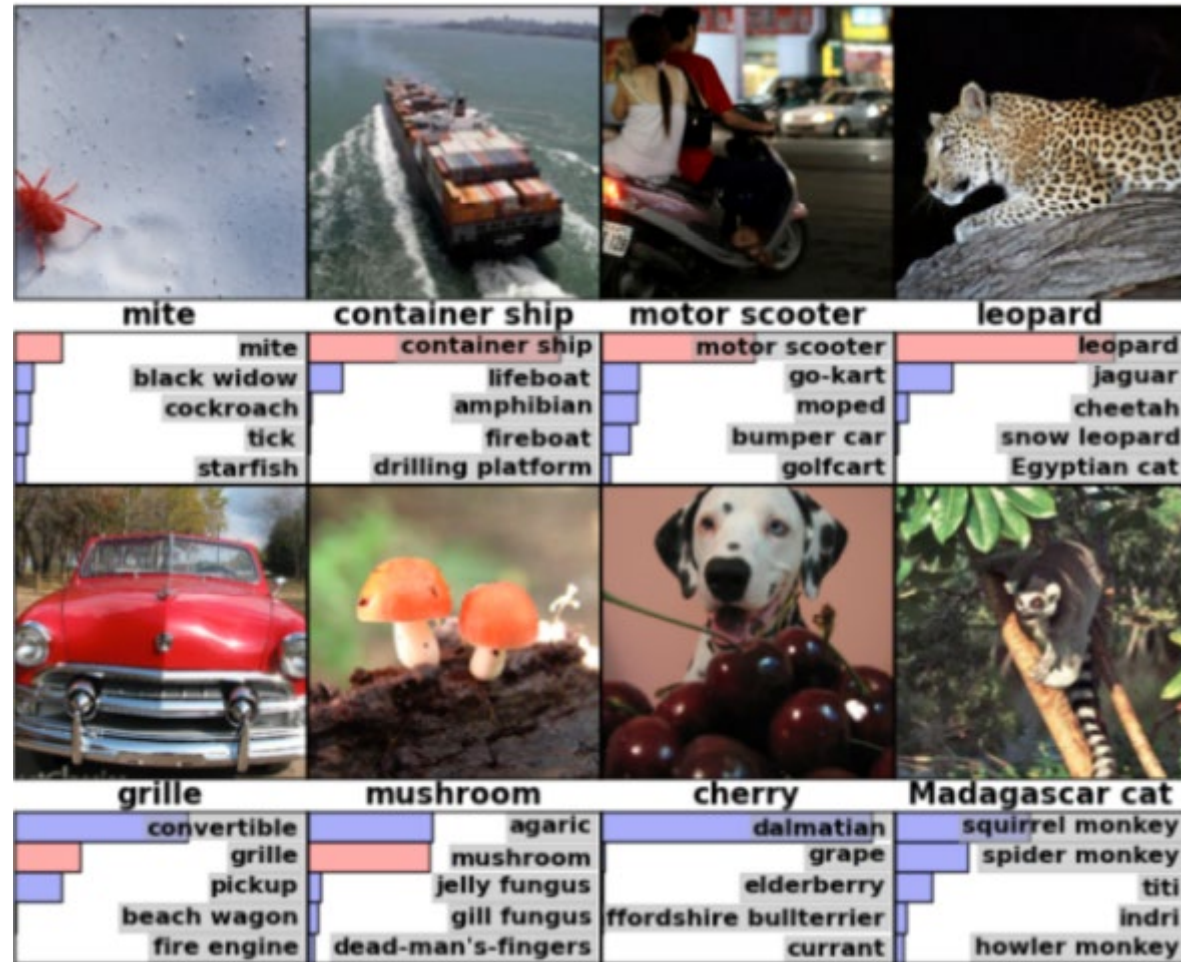 mite
container ship
motor scooter
leopard
mite
black widow
cockroach
tick
starfish
container ship
lifeboat
amphibian
fireboat
drilling platform
motor scooter
go-kart
moped
bumper car
golfcart
leopard
jaguar
cheetah
snow leopard
Egyptian cat
grille
mushroom
cherry
Madagascar cat
convertible
grille
pickup
beach wagon
fire engine
agaric
mushroom
jelly fungus
gill fungus
dead-man's-fingers
dalmatian
grape
elderberry
ffordshire bullterrier
currant
squirrel monkey
spider monkey
titi
indri
howler monkey